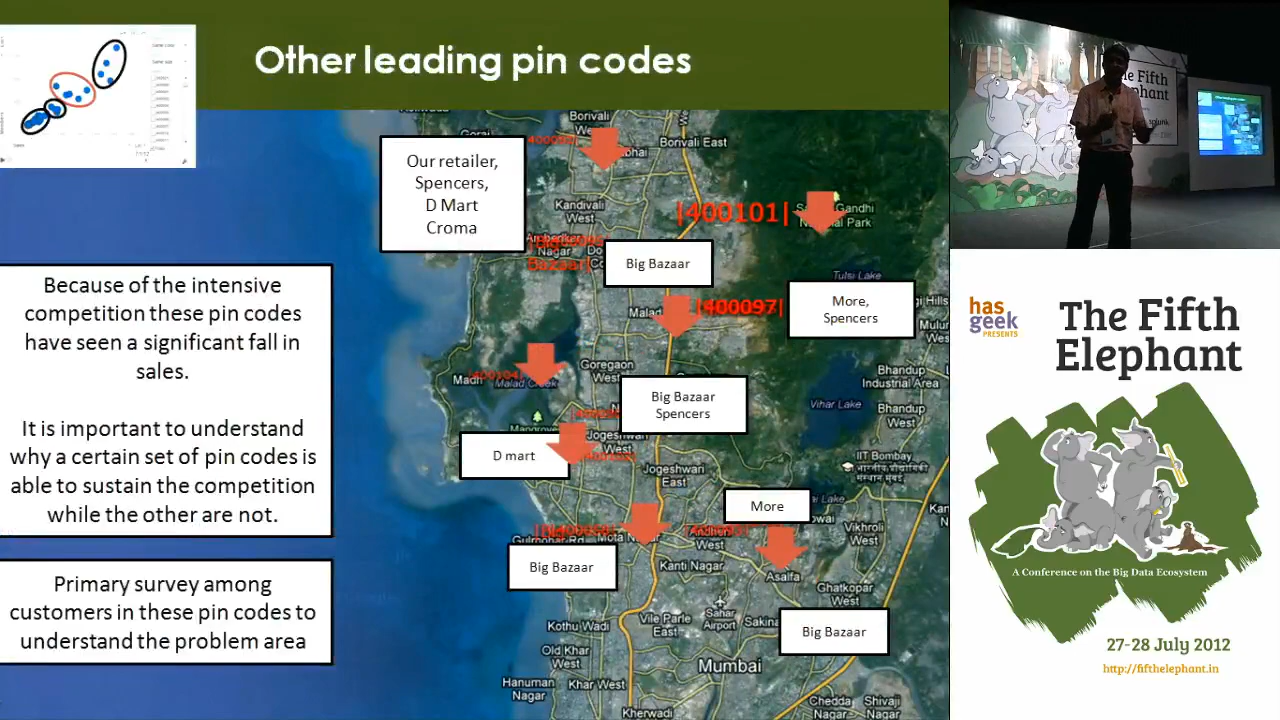 Other leading pin codes
Our retailer,
Spencers,
D Mart
Croma
Because of the intensive
competition these pin codes
have seen a significant fall in
sales.
It is important to understand
why a certain set of pin codes is
able to sustain the competition
while the other are not.
Primary survey among
customers in these pin codes to
understand the problem area
Borivali
Borivali East
Kandivali
West
|400101|
Big Bazaar
Tulsi Lake
More,
Spencers
|400097|
Goregaon
West
Madh
Malad Creek
Bhandup
Industrial Area
Bhandup
West
Vihar Lake
Big Bazaar
Spencers
D mart
Jogeshwari
East
IIT Bombay
More
Vikhroli
West
Big Bazaar
Kanti Nagar
Asalfa
Ghatkopar
West
Vile Parle
East
Sahar
Airport
Big Bazaar
Kothu Wadi
Old Khar
West
Khar West
Mumbai
Hanuman
Nagar
Kherwadi
Chedda
Nagar
Shivaji
Nagar
has
geek
PRESENTS
The Fifth
Elephant
A Conference on the Big Data Ecosystem
27-28 July 2012
http://fifthelephant.in